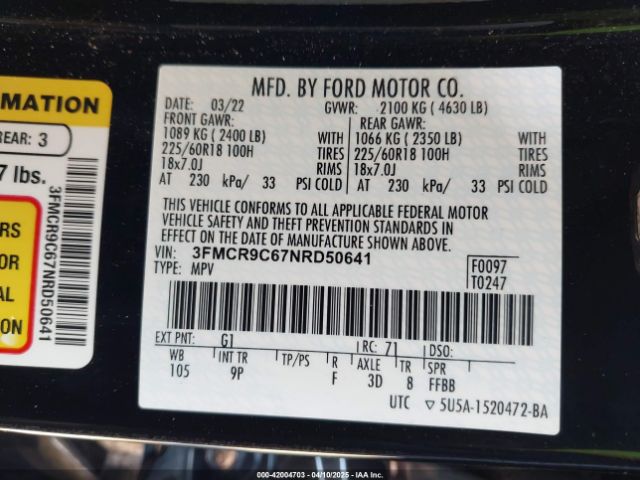 RMATION
REAR: 3
7 lbs.
3FMCR9C67NRD50641
RS
OR
AL
ION
MFD. BY FORD MOTOR CO.
DATE: 03/22 GVWR: 2100 KG ( 4630 LB)
FRONT GAWR: REAR GAWR:
1089 KG ( 2400 LB) WITH 1066 KG ( 2350 LB) WITH
225/60R18 100H TIRES 225/60R18 100H TIRES
18x7.0J RIMS 18x7.0J RIMS
AT 230 kPa/ 33 PSI COLD AT 230 kPa/ 33 PSI COLD
THIS VEHICLE CONFORMS TO ALL APPLICABLE FEDERAL MOTOR
VEHICLE SAFETY AND THEFT PREVENTION STANDARDS IN
EFFECT ON THE DATE OF MANUFACTURE SHOWN ABOVE.
VIN: 3FMCR9C67NRD50641
TYPE: MPV
F0097
T0247
EXT PNT: G1 RC: 71 DSO:
WB INT TR TP/PS R AXLE TR SPR
105 9P F 3D 8 FFBB
UTC ▽ 5U5A-1520472-BA
000-42004703 - 04/10/2025 - IAAI.COM